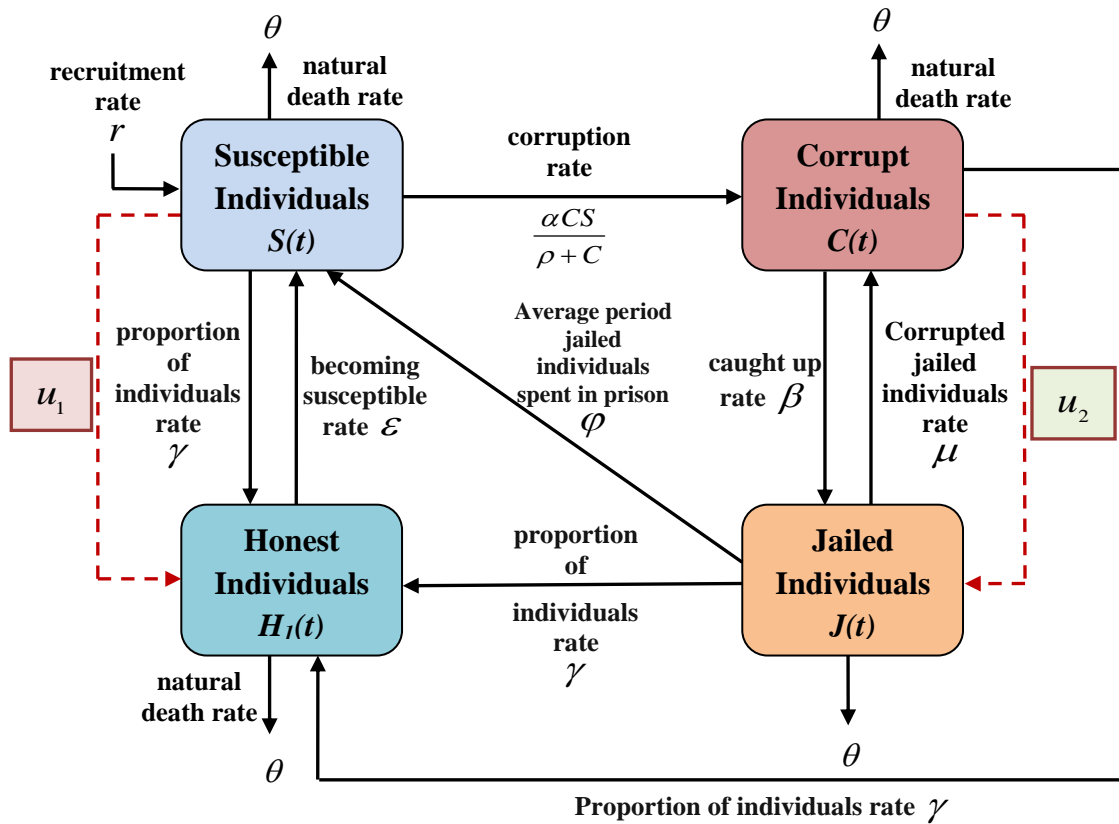 θ
natural
death rate
recruitment
rate
r
Susceptible
Individuals
S(t)
corruption
rate
αCS
ρ + C
θ
natural
death rate
Corrupt
Individuals
C(t)
u₁
proportion
of
individuals
rate
γ
becoming
susceptible
rate ε
Average period
jailed
individuals
spent in prison
φ
caught up
rate β
Corrupted
jailed
individuals
rate
μ
u₂
Honest
Individuals
H₁(t)
proportion
of
individuals
rate
γ
Jailed
Individuals
J(t)
natural
death rate
θ
θ
Proportion of individuals rate γ